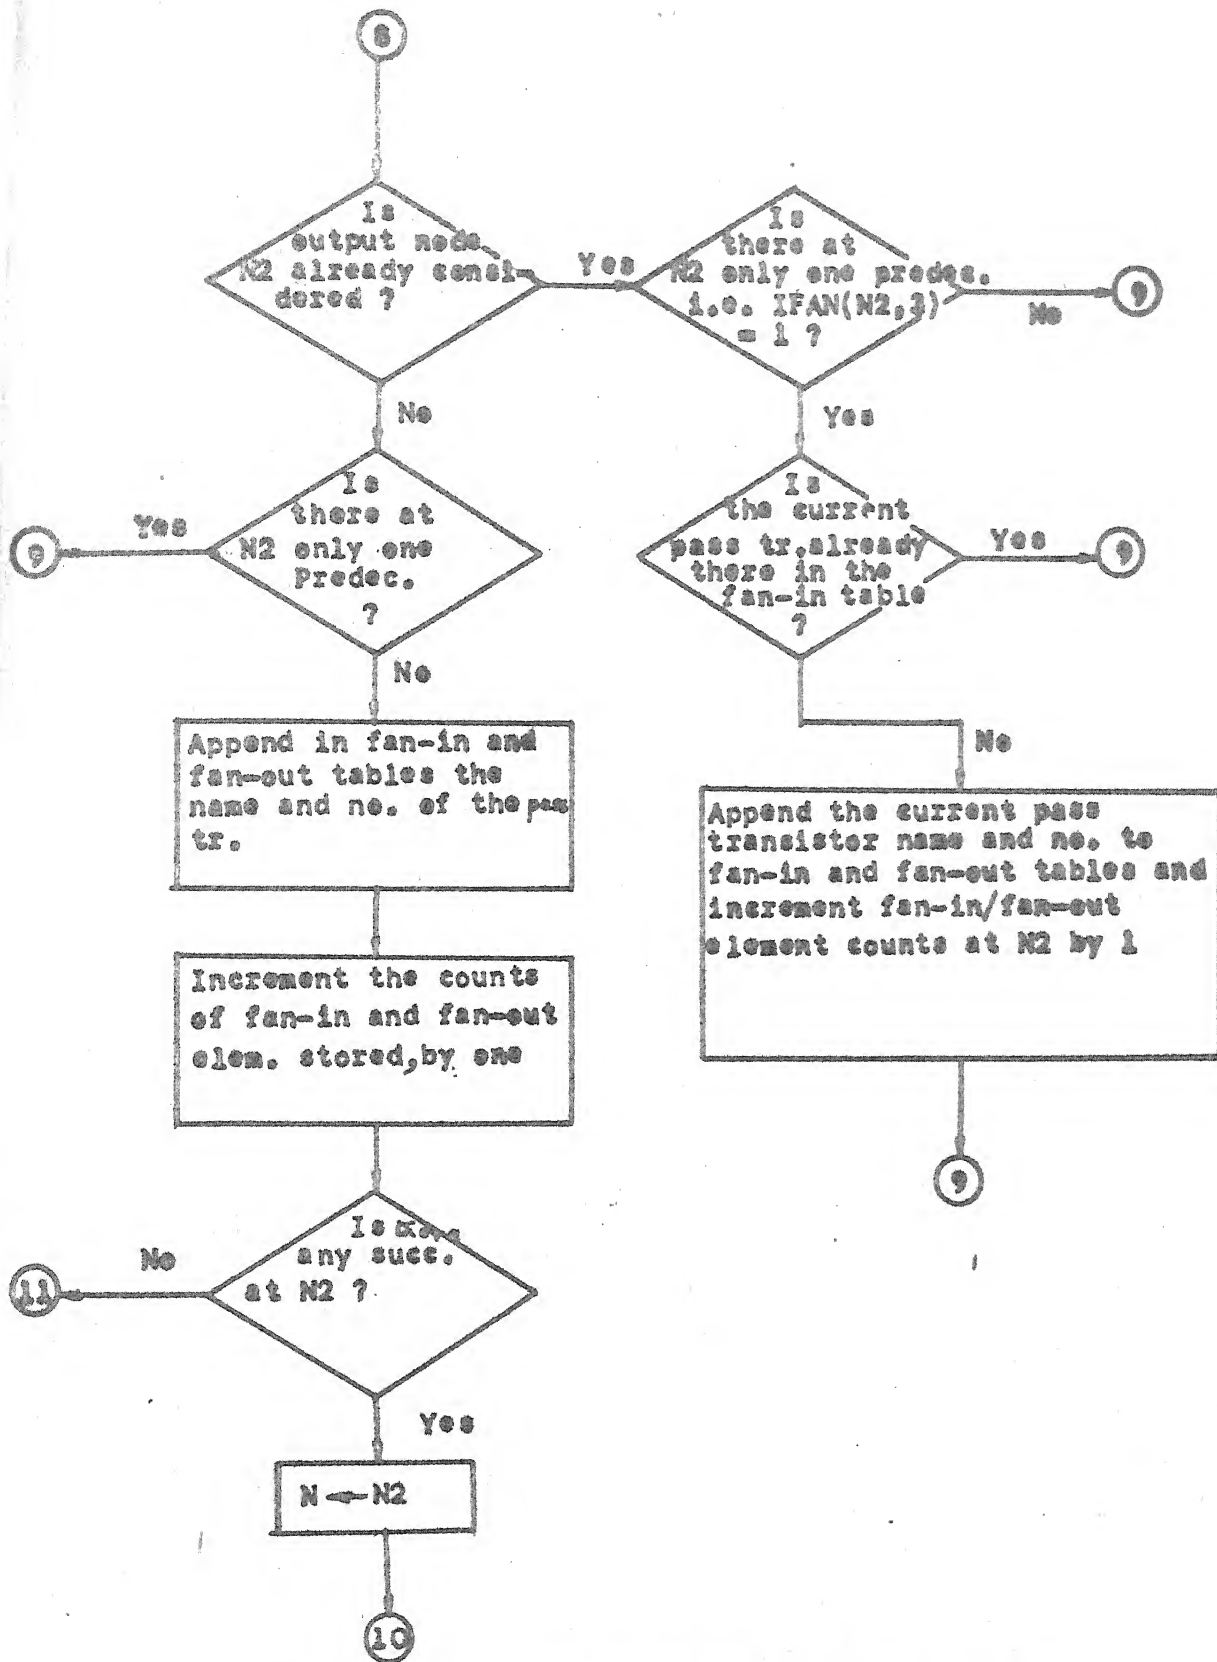 8
Is
output node
N2 already consi-
dered ?
Yes
No
Is
there at
N2 only one predec.
i.e. IFAN(N2,3)
= 1 ?
No
9
Yes
Is
there at
N2 only one
Predec.
?
Yes
9
No
Is
the current
pass tr.already
there in the
fan-in table
?
Yes
9
No
Append in fan-in and
fan-out tables the
name and no. of the pass
tr.
Append the current pass
transistor name and no. to
fan-in and fan-out tables and
increment fan-in/fan-out
element counts at N2 by 1
9
Increment the counts
of fan-in and fan-out
elem. stored,by one
Is there
any succ.
at N2 ?
No
11
Yes
N ← N2
10